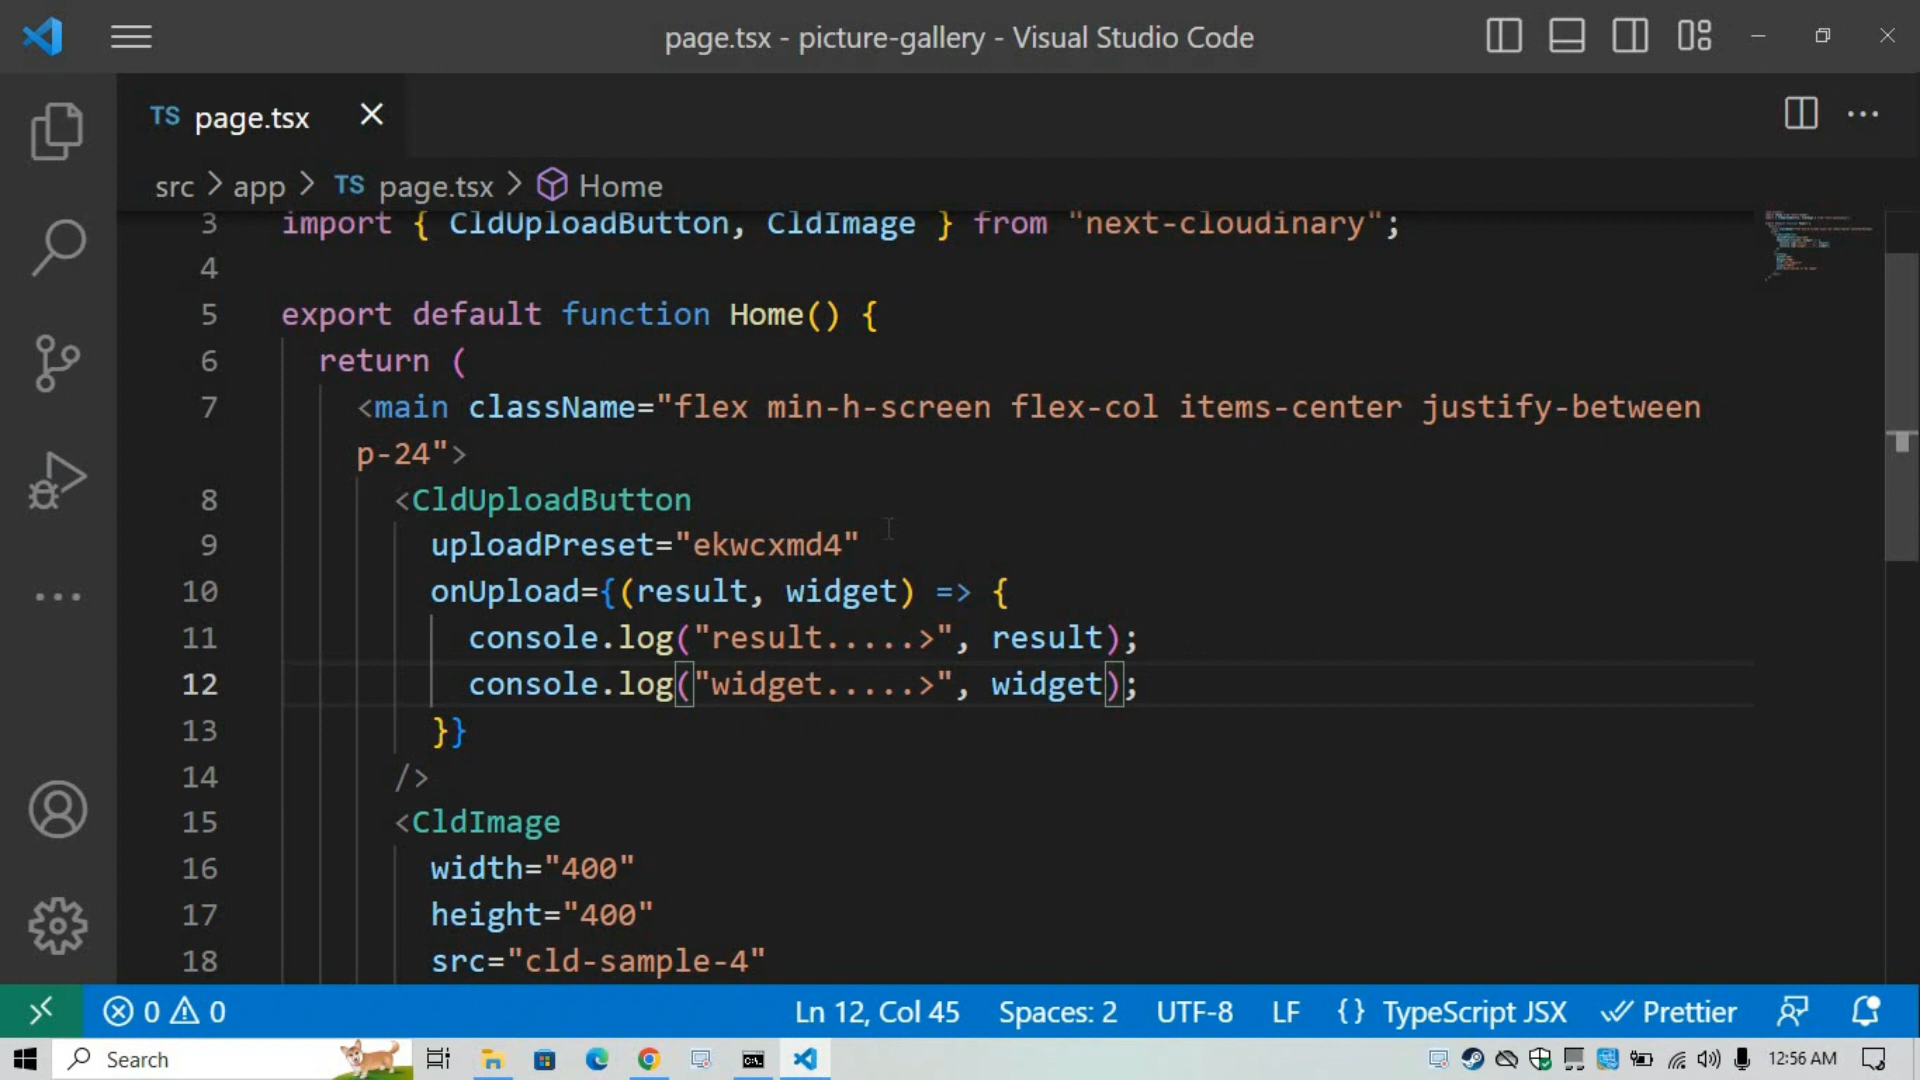 page.tsx - picture-gallery - Visual Studio Code
TS page.tsx
src > app > TS page.tsx > Home
3 import { CldUploadButton, CldImage } from "next-cloudinary";
4
5 export default function Home() {
6 return (
7 <main className="flex min-h-screen flex-col items-center justify-between
p-24">
8 <CldUploadButton
9 uploadPreset="ekwcxmd4"
10 onUpload={(result, widget) => {
11 console.log("result.....>", result);
12 console.log("widget.....>", widget);
13 }}
14 />
15 <CldImage
16 width="400"
17 height="400"
18 src="cld-sample-4"
0 0 Ln 12, Col 45 Spaces: 2 UTF-8 LF {} TypeScript JSX Prettier
Search 12:56 AM